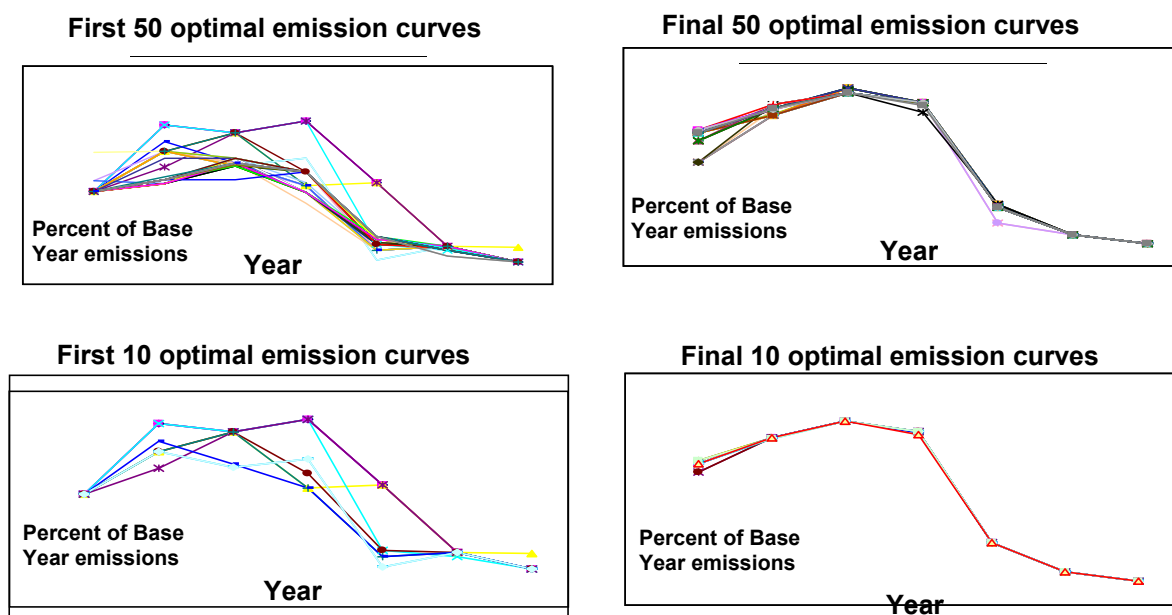 First 50 optimal emission curves
Percent of Base
Year emissions
Year
Final 50 optimal emission curves
Percent of Base
Year emissions
Year
First 10 optimal emission curves
Percent of Base
Year emissions
Year
Final 10 optimal emission curves
Percent of Base
Year emissions
Year